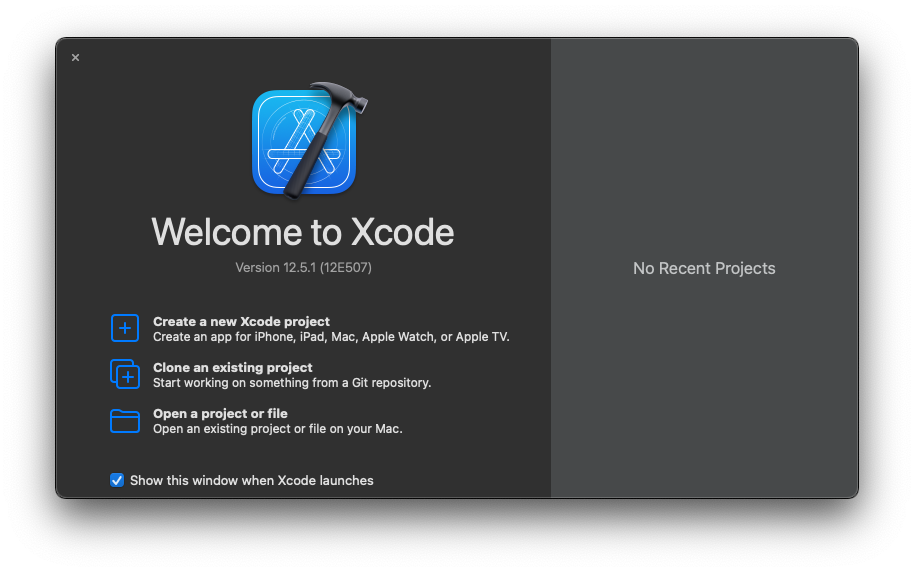 Welcome to Xcode
Version 12.5.1 (12E507)
Create a new Xcode project
Create an app for iPhone, iPad, Mac, Apple Watch, or Apple TV.
Clone an existing project
Start working on something from a Git repository.
Open a project or file
Open an existing project or file on your Mac.
Show this window when Xcode launches
No Recent Projects